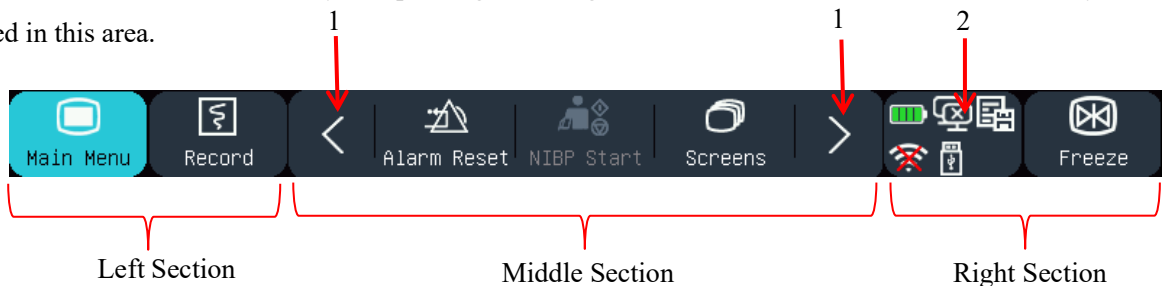 ed in this area.
1 1 2
Main Menu Record Alarm Reset NIBP Start Screens Freeze
Left Section Middle Section Right Section